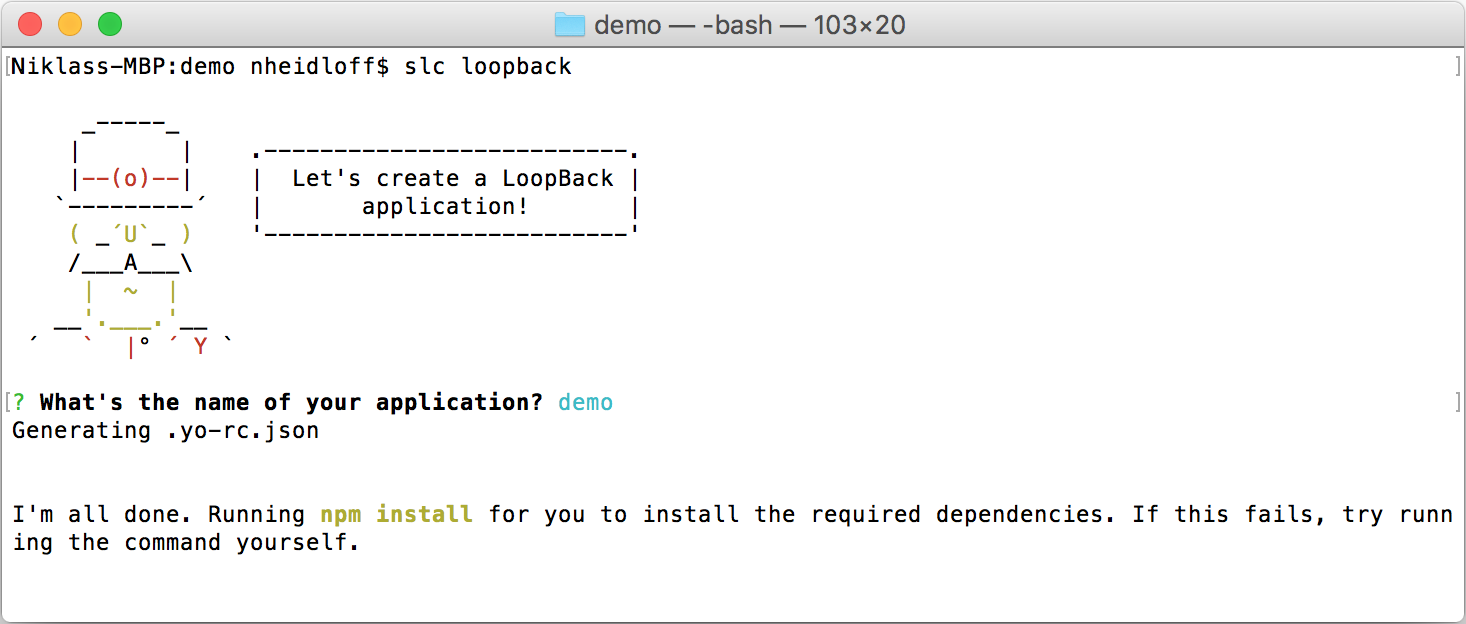 demo — -bash — 103×20
[Niklass-MBP:demo nheidloff$ slc loopback ]
     _-----_
    |       |    .--------------------------.
    |--(o)--|    |  Let's create a LoopBack |
   `---------´   |       application!       |
    ( _´U`_ )    '--------------------------'
    /___A___\
     |  ~  |
   __'.___.'__
 ´   `  |° ´ Y `
[? What's the name of your application? demo ]
Generating .yo-rc.json
I'm all done. Running npm install for you to install the required dependencies. If this fails, try runn
ing the command yourself.